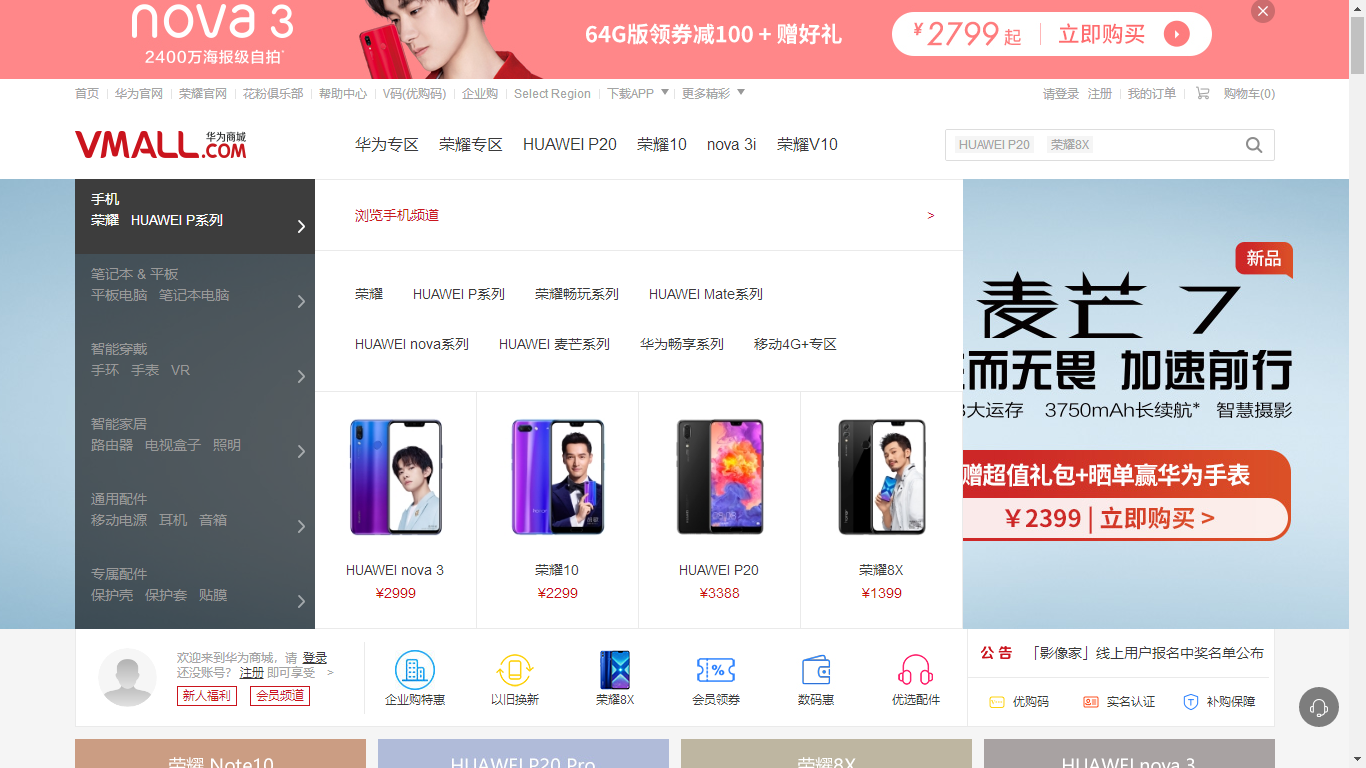 nova 3
2400万海报级自拍*
64G版领券减100 + 赠好礼
¥2799起 | 立即购买
首页 华为官网 荣耀官网 花粉俱乐部 帮助中心 V码(优购码) 企业购 Select Region 下载APP 更多精彩
请登录 注册 我的订单 购物车(0)
VMALL.COM 华为商城
华为专区 荣耀专区 HUAWEI P20 荣耀10 nova 3i 荣耀V10
HUAWEI P20 荣耀8X
手机
荣耀 HUAWEI P系列
笔记本 & 平板
平板电脑 笔记本电脑
智能穿戴
手环 手表 VR
智能家居
路由器 电视盒子 照明
通用配件
移动电源 耳机 音箱
专属配件
保护壳 保护套 贴膜
浏览手机频道 >
荣耀 HUAWEI P系列 荣耀畅玩系列 HUAWEI Mate系列
HUAWEI nova系列 HUAWEI 麦芒系列 华为畅享系列 移动4G+专区
HUAWEI nova 3
¥2999
荣耀10
¥2299
HUAWEI P20
¥3388
荣耀8X
¥1399
新品
麦芒 7
而无畏 加速前行
大运存 3750mAh长续航* 智慧摄影
赠超值礼包+晒单赢华为手表
¥2399 | 立即购买 >
欢迎来到华为商城，请 登录
还没账号？ 注册 即可享受 >
新人福利 会员频道
企业购特惠 以旧换新 荣耀8X 会员领券 数码惠 优选配件
公告 「影像家」线上用户报名中奖名单公布
优购码 实名认证 补购保障
荣耀 Note10 HUAWEI P20 Pro 荣耀8X HUAWEI nova 3